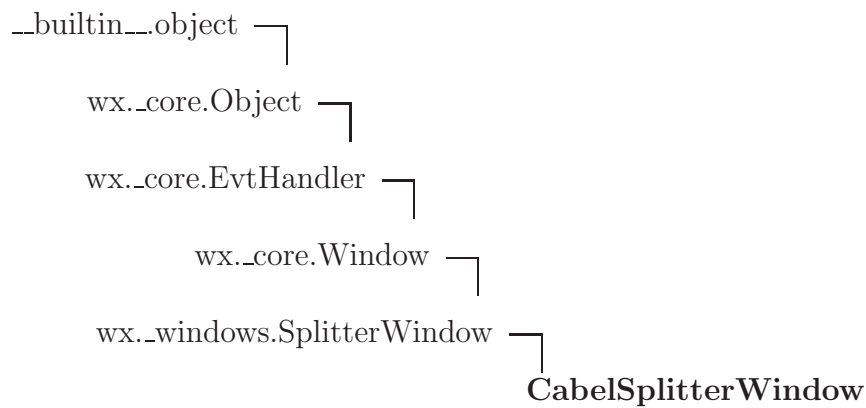 __builtin__.object
wx._core.Object
wx._core.EvtHandler
wx._core.Window
wx._windows.SplitterWindow
CabelSplitterWindow